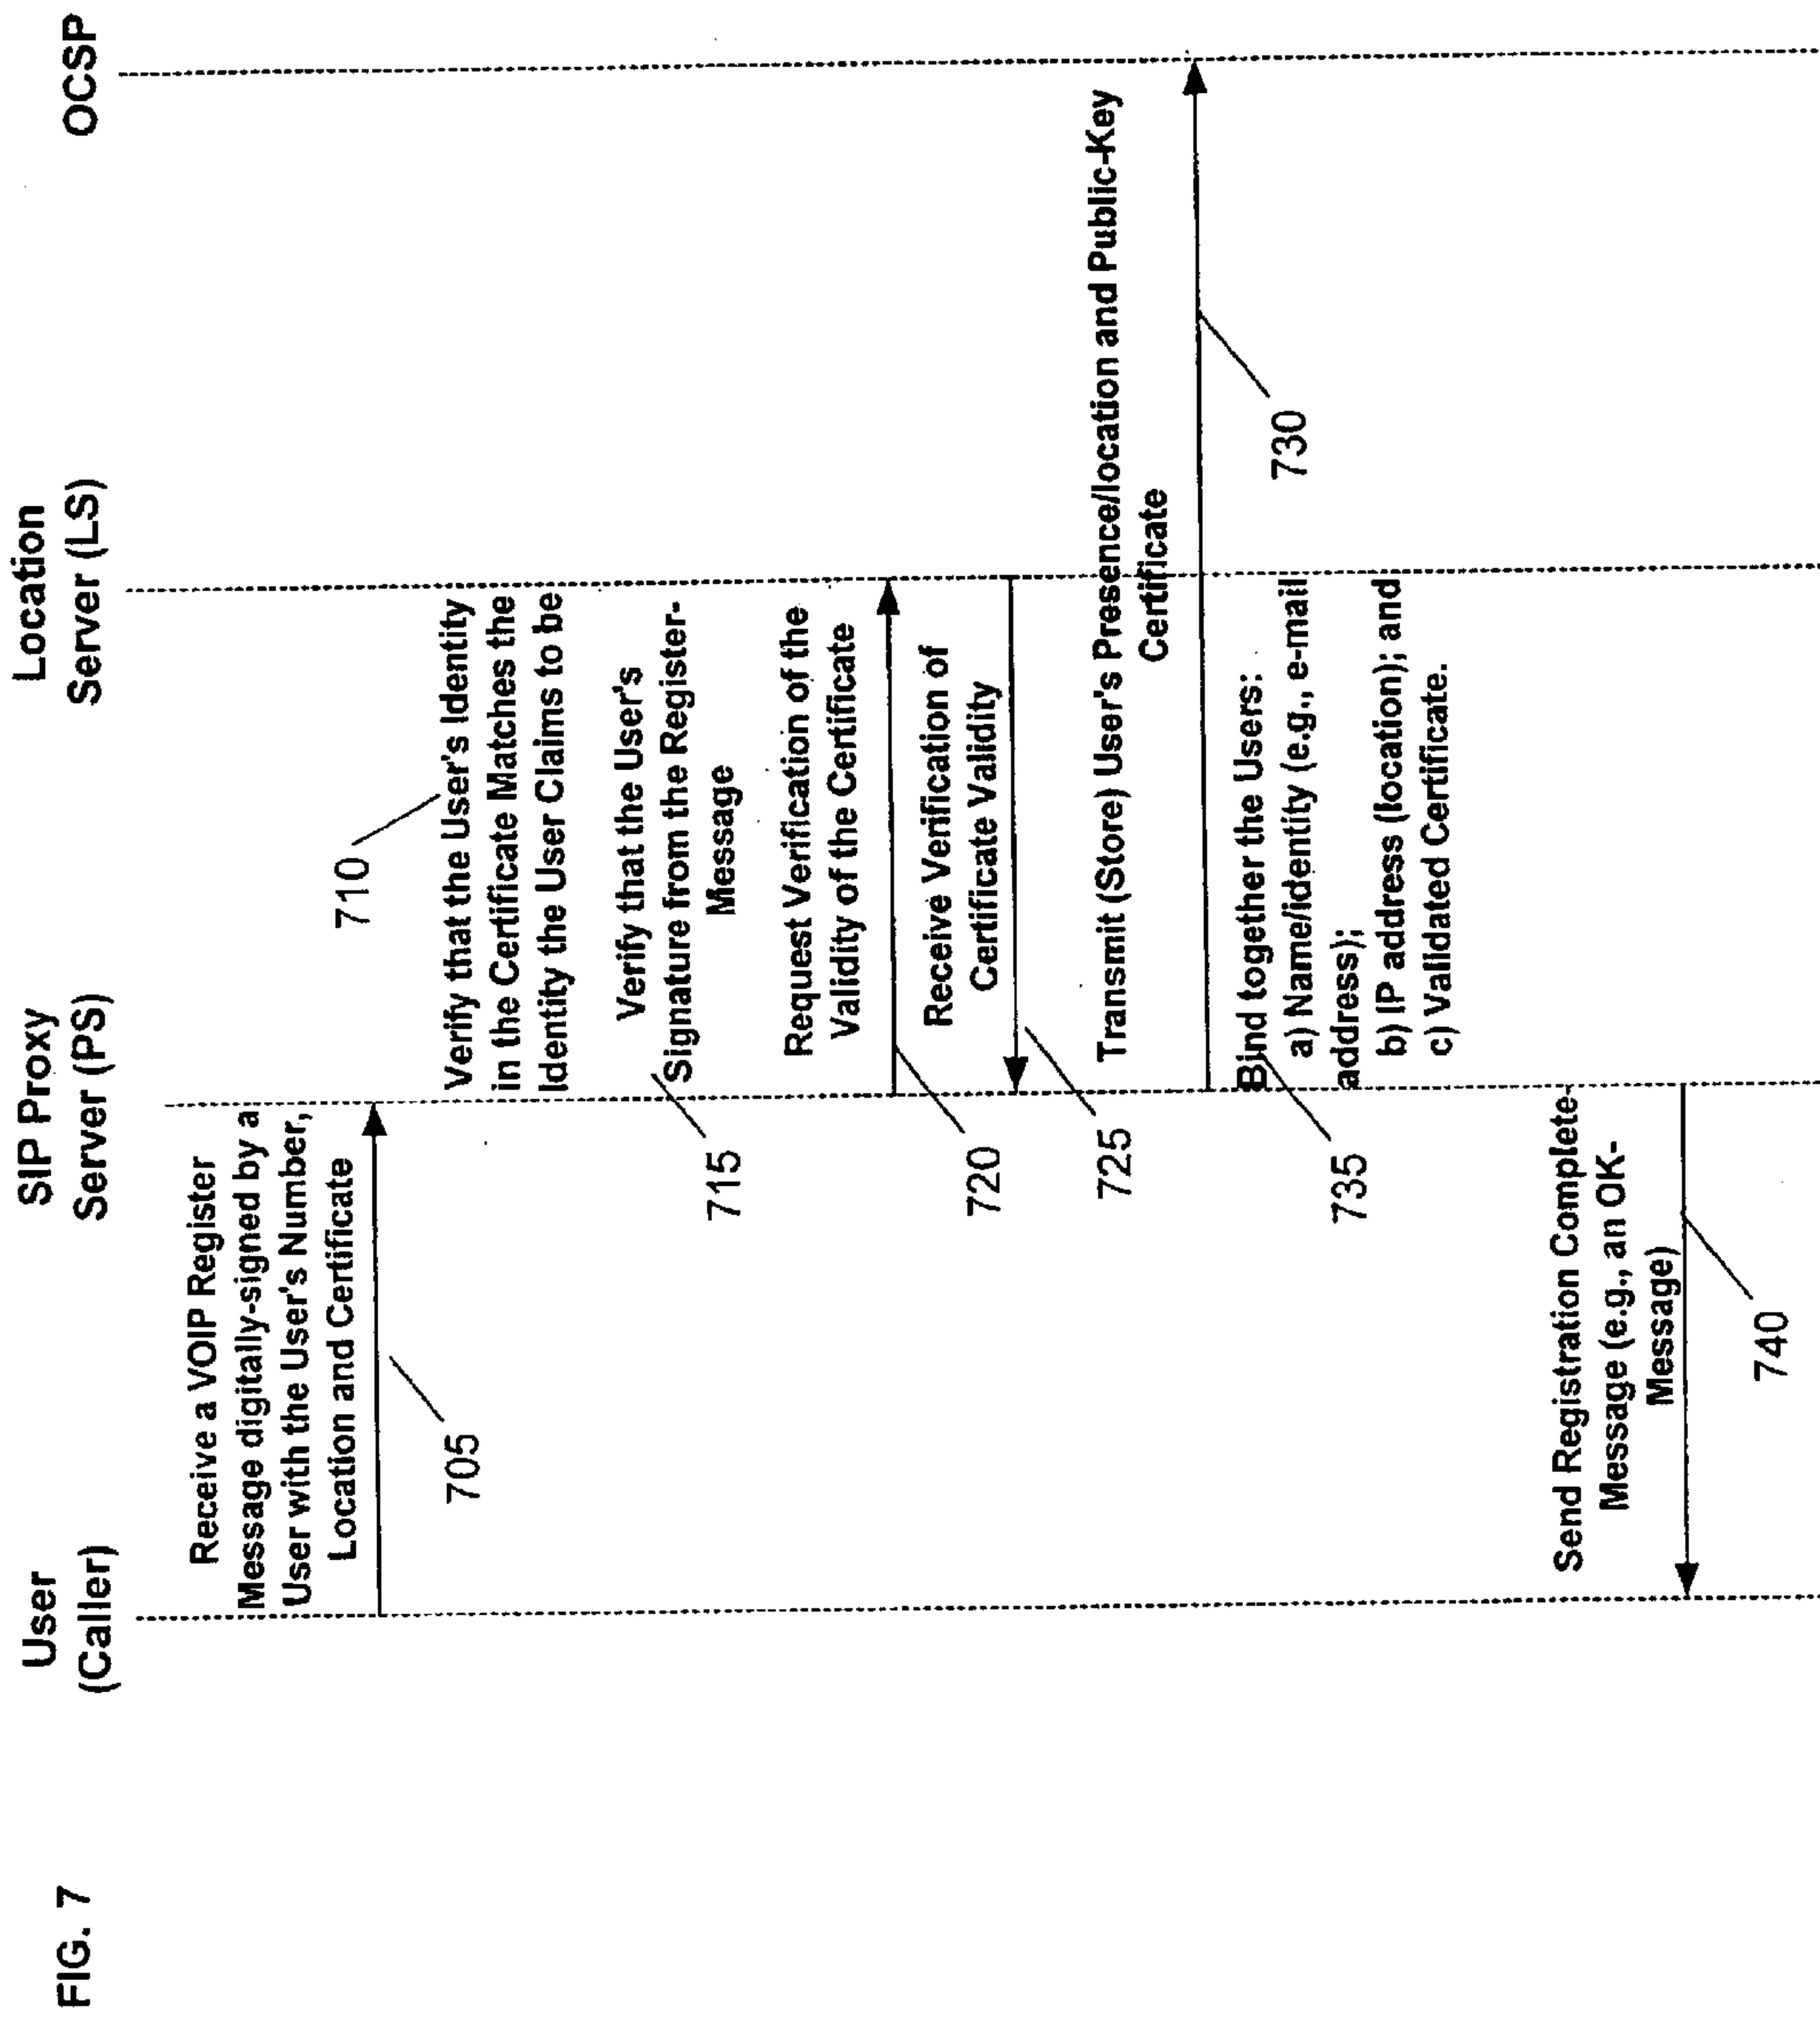 FIG. 7
User
(Caller)
SIP Proxy
Server (PS)
Location
Server (LS)
OCSP
Receive a VOIP Register
Message digitally-signed by a
User with the User's Number,
Location and Certificate
705
710
Verify that the User's Identity
in the Certificate Matches the
Identity the User Claims to be
Verify that the User's
Signature from the Register-
Message
715
Request Verification of the
Validity of the Certificate
720
Receive Verification of
Certificate Validity
725
Transmit (Store) User's Presence/location and Public-Key
Certificate
730
Bind together the Users:
a) Name/identity (e.g., e-mail
address);
b) IP address (location); and
c) Validated Certificate.
735
Send Registration Complete-
Message (e.g., an OK-
Message)
740